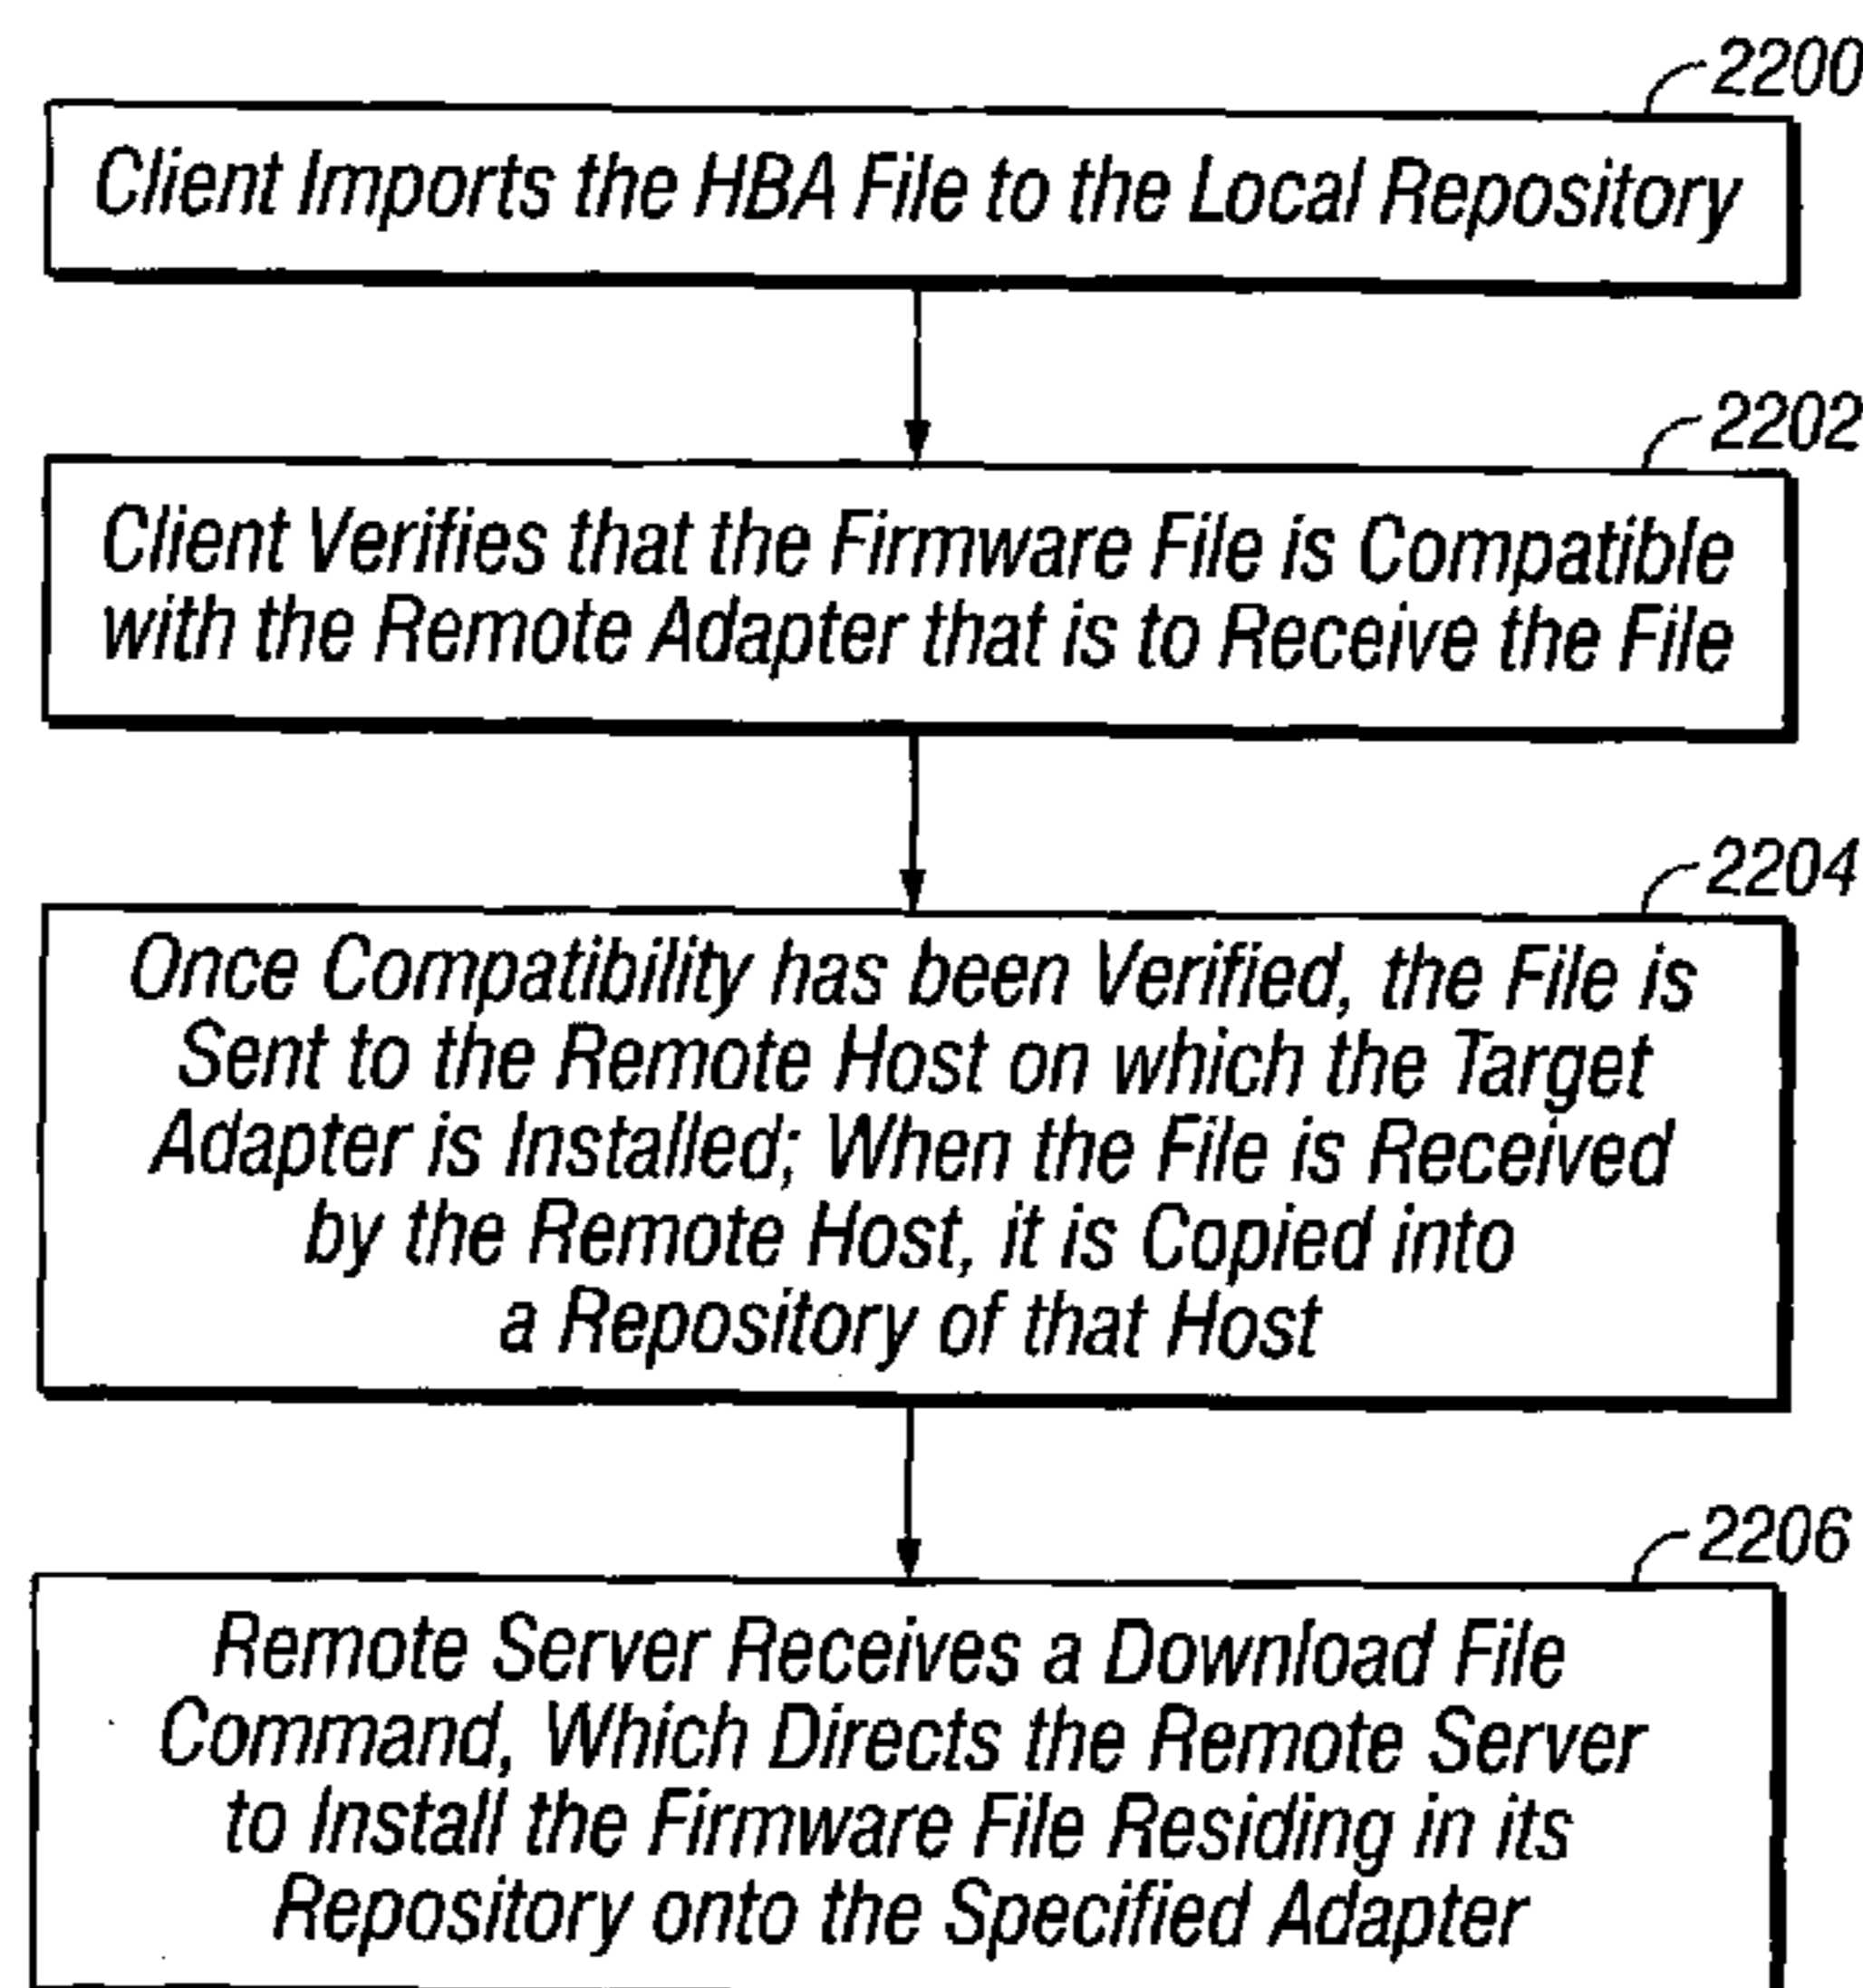 2200
Client Imports the HBA File to the Local Repository
2202
Client Verifies that the Firmware File is Compatible
with the Remote Adapter that is to Receive the File
2204
Once Compatibility has been Verified, the File is
Sent to the Remote Host on which the Target
Adapter is Installed; When the File is Received
by the Remote Host, it is Copied into
a Repository of that Host
2206
Remote Server Receives a Download File
Command, Which Directs the Remote Server
to Install the Firmware File Residing in its
Repository onto the Specified Adapter